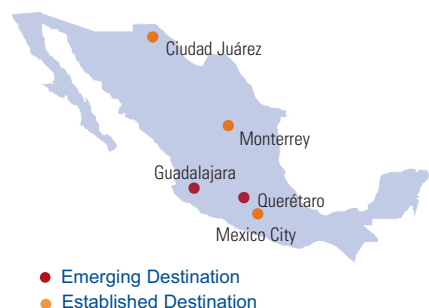 Ciudad Juárez
Monterrey
Guadalajara
Querétaro
Mexico City
Emerging Destination
Established Destination